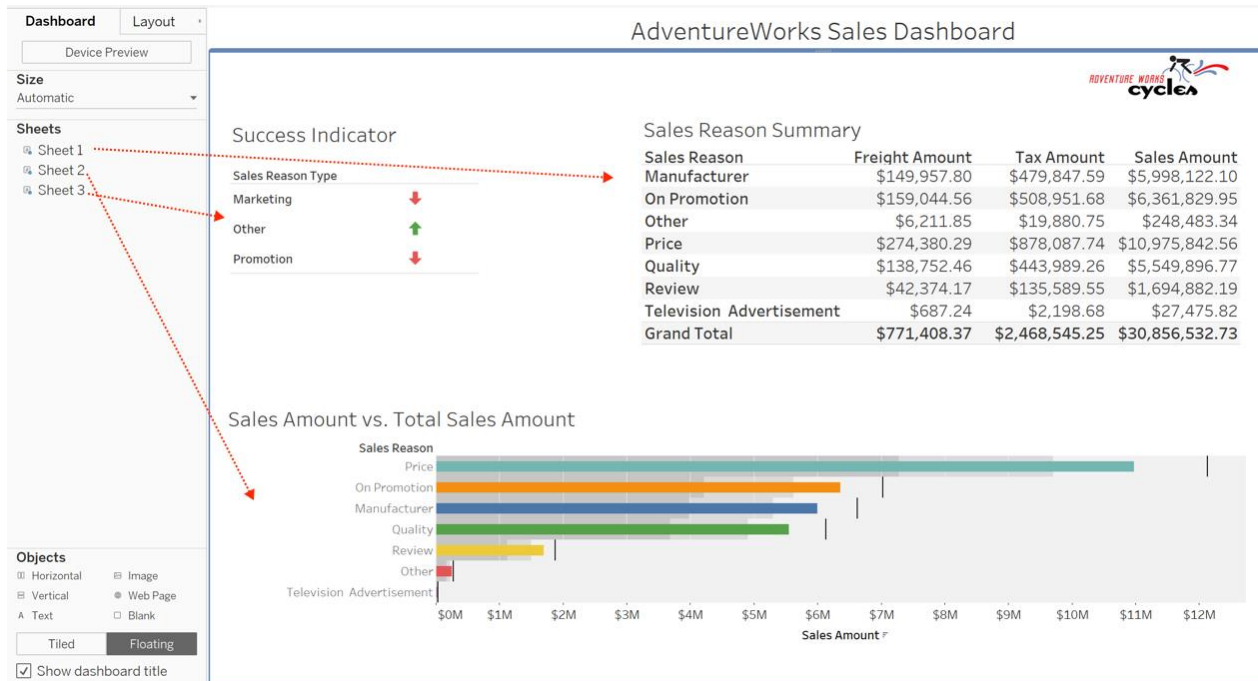 Dashboard Layout
Device Preview
Size
Automatic
Sheets
Sheet 1
Sheet 2
Sheet 3
Objects
Horizontal Image
Vertical Web Page
A Text Blank
Tiled Floating
Show dashboard title
AdventureWorks Sales Dashboard
ADVENTURE WORKS
cycles
Success Indicator
Sales Reason Type
Marketing
Other
Promotion
Sales Reason Summary
Sales Reason Freight Amount Tax Amount Sales Amount
Manufacturer $149,957.80 $479,847.59 $5,998,122.10
On Promotion $159,044.56 $508,951.68 $6,361,829.95
Other $6,211.85 $19,880.75 $248,483.34
Price $274,380.29 $878,087.74 $10,975,842.56
Quality $138,752.46 $443,989.26 $5,549,896.77
Review $42,374.17 $135,589.55 $1,694,882.19
Television Advertisement $687.24 $2,198.68 $27,475.82
Grand Total $771,408.37 $2,468,545.25 $30,856,532.73
Sales Amount vs. Total Sales Amount
Sales Reason
Price
On Promotion
Manufacturer
Quality
Review
Other
Television Advertisement
$0M $1M $2M $3M $4M $5M $6M $7M $8M $9M $10M $11M $12M
Sales Amount